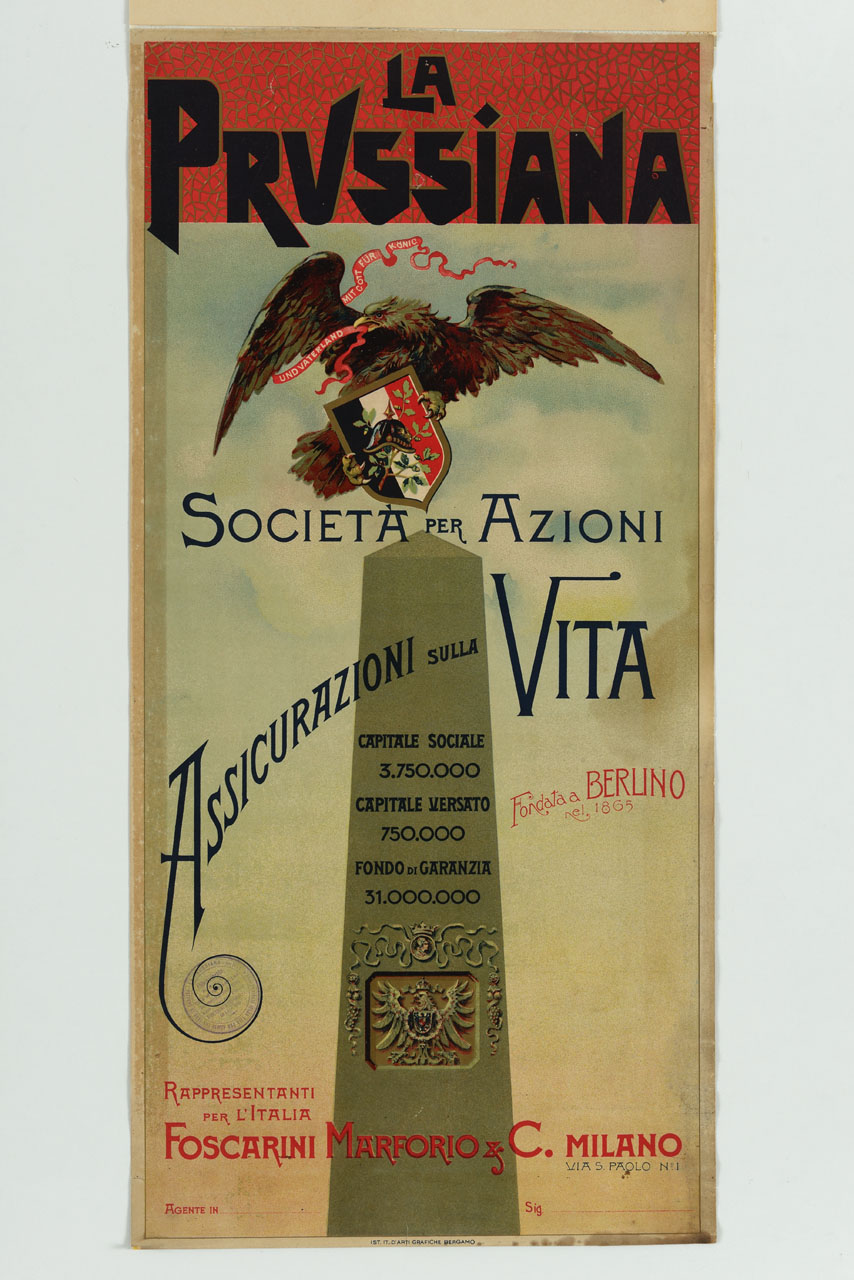 LA
PRVSSiANA
MIT GOTT FÜR KÖNIG
UND VATERLAND
SOCIETÀ PER AZIONI
ASSICURAZIONI SULLA VITA
CAPITALE SOCIALE
3.750.000
CAPITALE VERSATO
750.000
FONDO DI GARANZIA
31.000.000
Fondata a BERLINO
nel 1865
RAPPRESENTANTI
PER L'ITALIA
FOSCARINI MARFORIO & C. MILANO
VIA S. PAOLO N. 1
AGENTE IN
Sig.
IST. IT. D'ARTI GRAFICHE BERGAMO